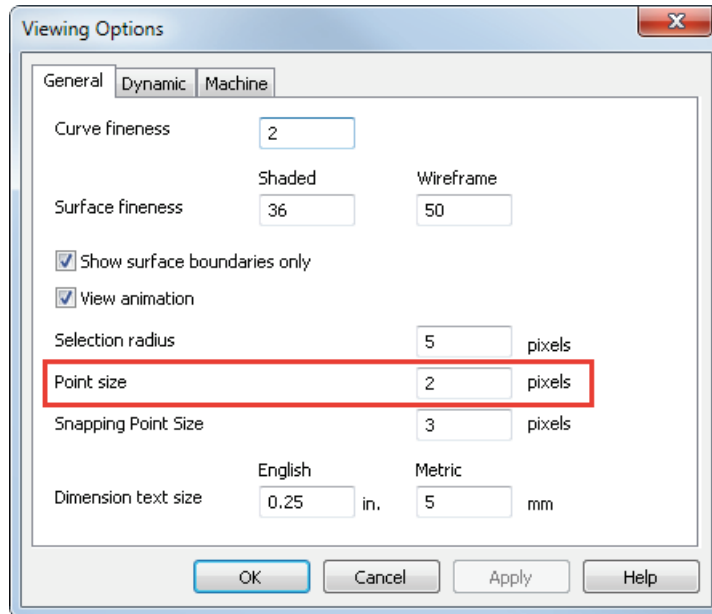 Viewing Options
General Dynamic Machine
Curve fineness 2
Shaded Wireframe
Surface fineness 36 50
Show surface boundaries only
View animation
Selection radius 5 pixels
Point size 2 pixels
Snapping Point Size 3 pixels
English Metric
Dimension text size 0.25 in. 5 mm
OK Cancel Apply Help